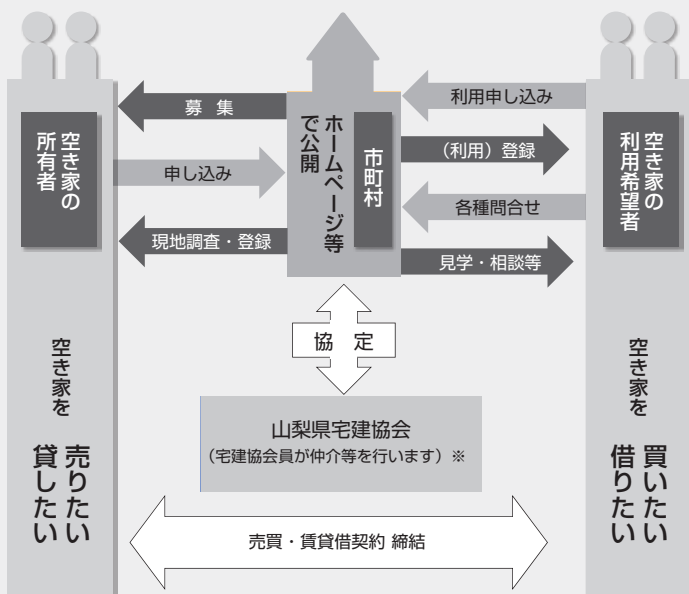 空き家の
所有者
空き家を
売りたい
貸したい
募 集
申し込み
現地調査・登録
ホームページ等
で公開
市町村
利用申し込み
（利用）登録
各種問合せ
見学・相談等
空き家の
利用希望者
空き家を
買いたい
借りたい
協 定
山梨県宅建協会
（宅建協会員が仲介等を行います）※
売買・賃貸借契約 締結